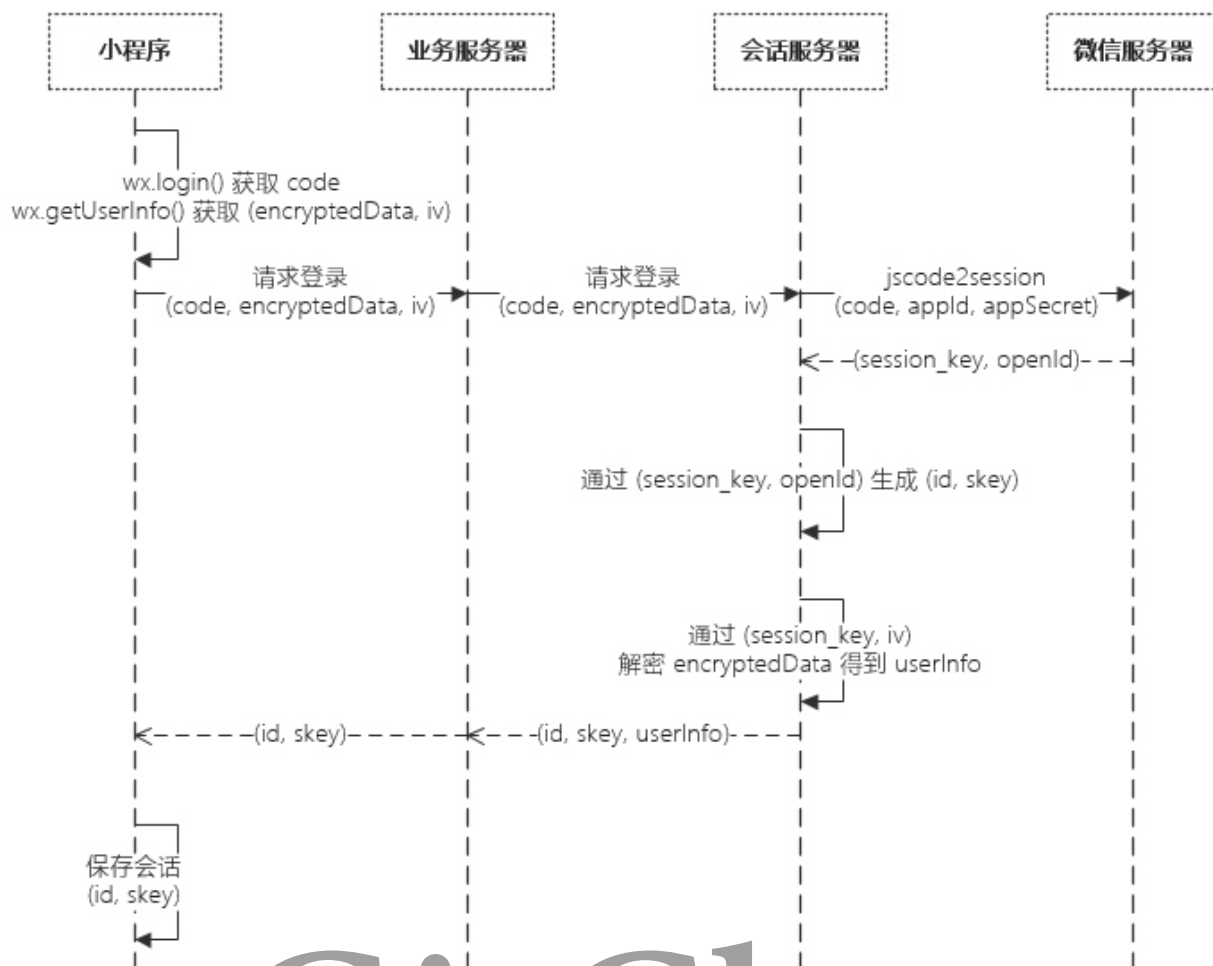 小程序
业务服务器
会话服务器
微信服务器
wx.login() 获取 code
wx.getUserInfo() 获取 (encryptedData, iv)
请求登录
(code, encryptedData, iv)
请求登录
(code, encryptedData, iv)
jscode2session
(code, appId, appSecret)
(session_key, openId)
通过 (session_key, openId) 生成 (id, skey)
通过 (session_key, iv)
解密 encryptedData 得到 userInfo
(id, skey)
(id, skey, userInfo)
保存会话
(id, skey)